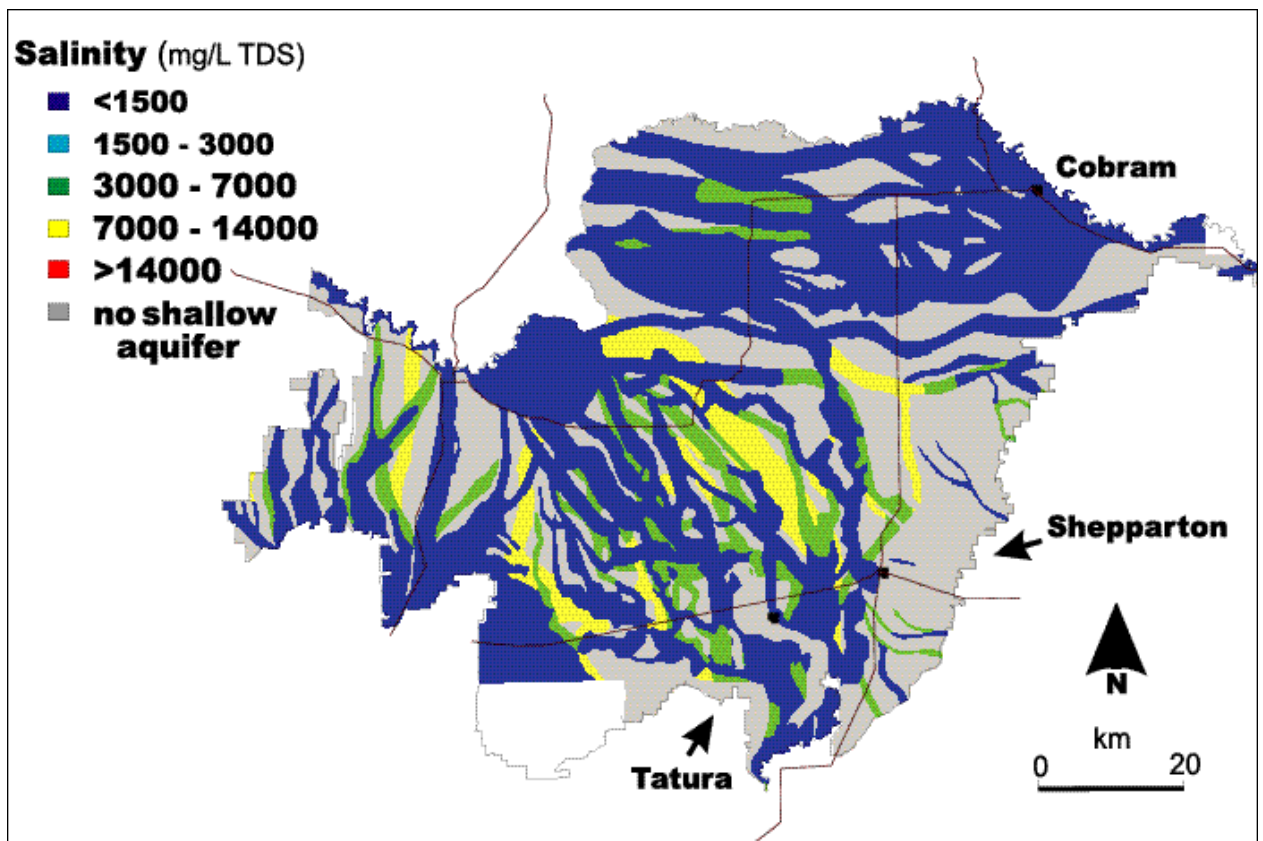 Salinity (mg/L TDS)
<1500
1500 - 3000
3000 - 7000
7000 - 14000
>14000
no shallow
aquifer
Cobram
Shepparton
N
km
0 20
Tatura